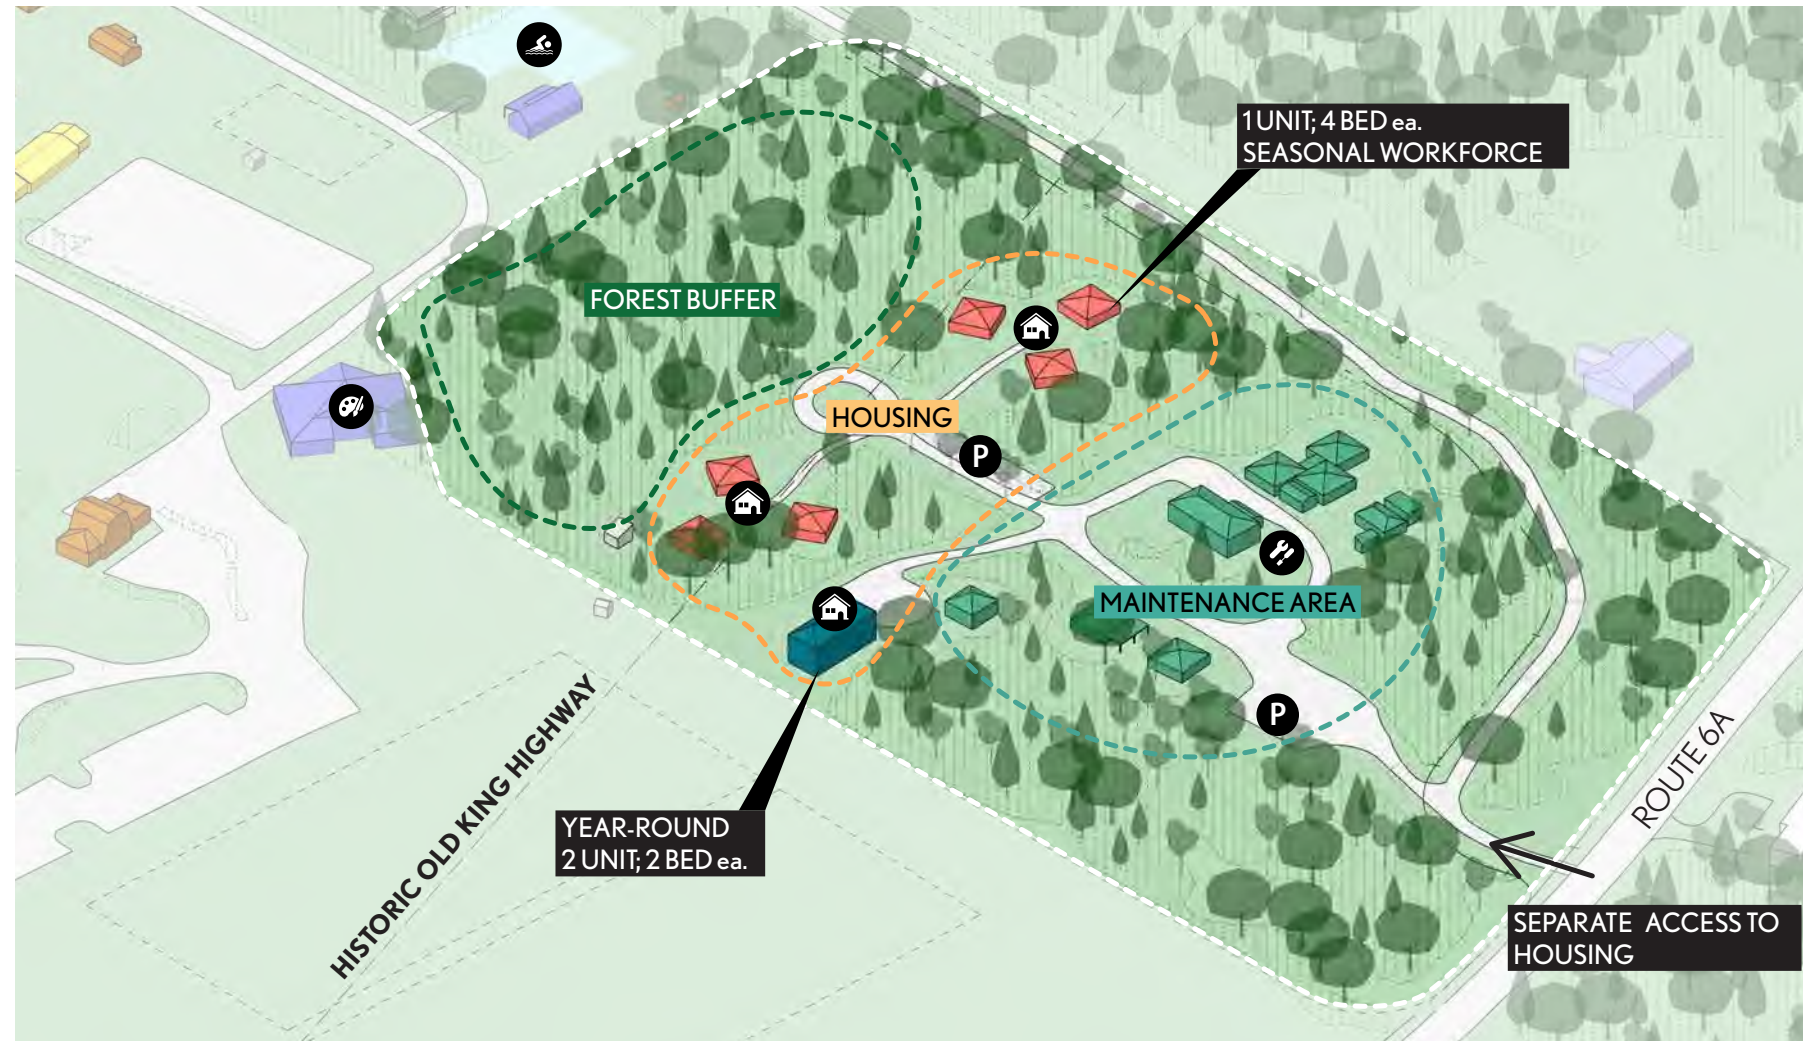 1 UNIT; 4 BED ea.
SEASONAL WORKFORCE
FOREST BUFFER
HOUSING
P
MAINTENANCE AREA
P
HISTORIC OLD KING HIGHWAY
YEAR-ROUND
2 UNIT; 2 BED ea.
ROUTE 6A
SEPARATE ACCESS TO
HOUSING